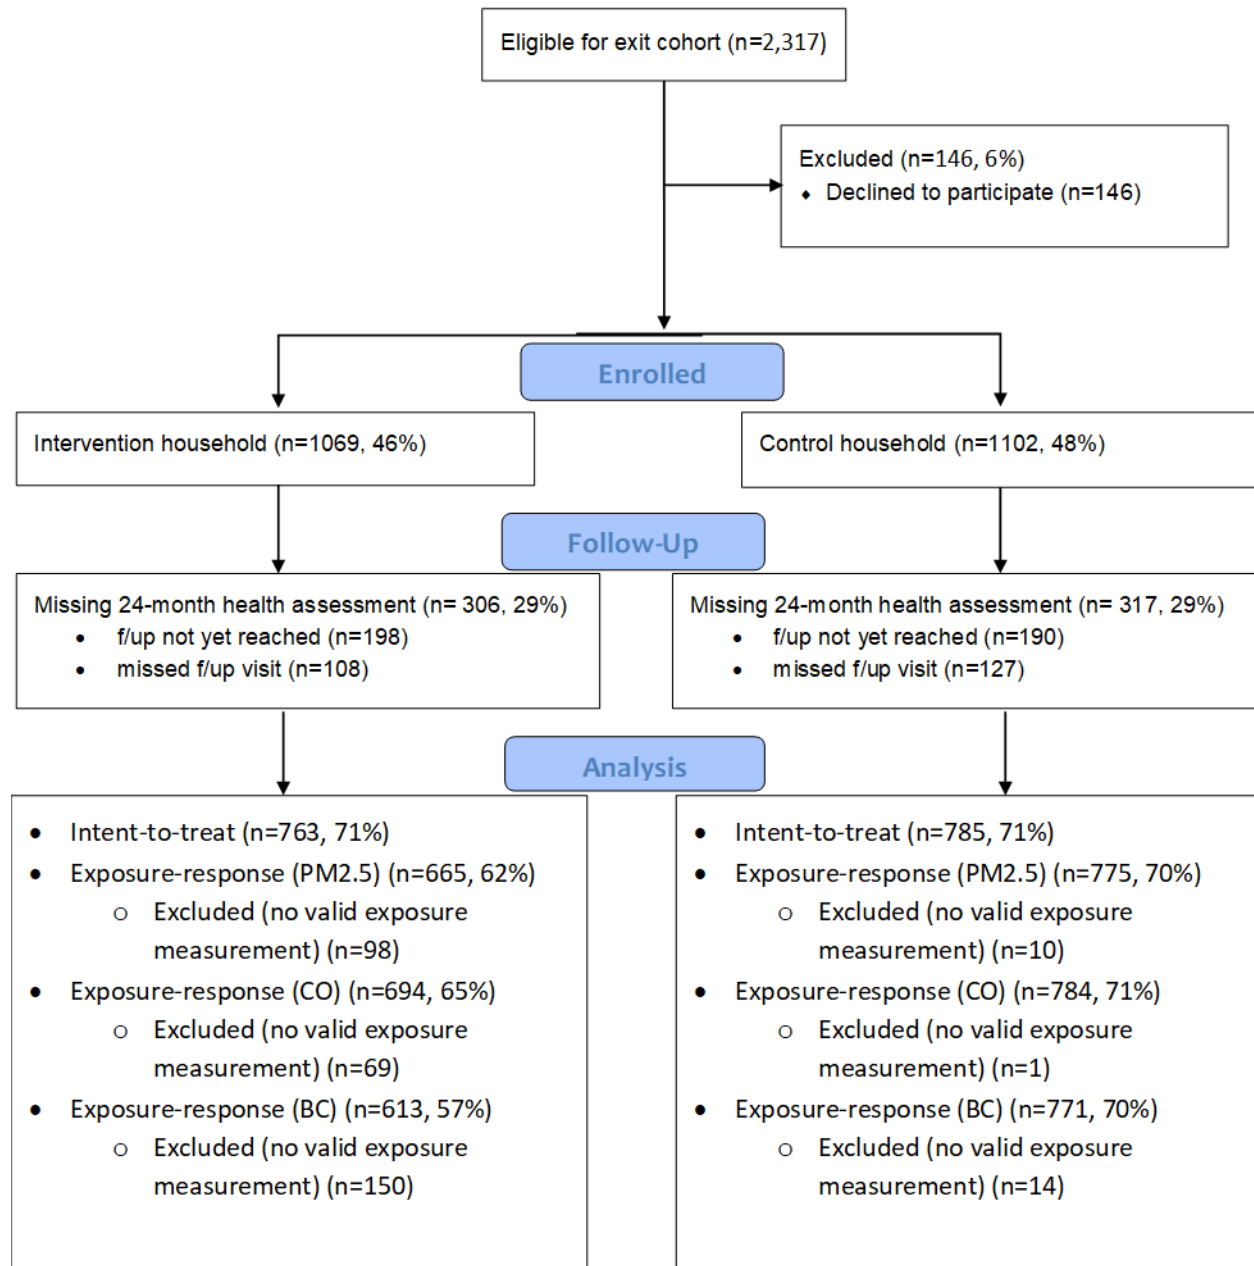 Eligible for exit cohort (n=2,317)
Excluded (n=146, 6%)
⬥ Declined to participate (n=146)
Enrolled
Intervention household (n=1069, 46%)
Control household (n=1102, 48%)
Follow-Up
Missing 24-month health assessment (n= 306, 29%)
• f/up not yet reached (n=198)
• missed f/up visit (n=108)
Missing 24-month health assessment (n= 317, 29%)
• f/up not yet reached (n=190)
• missed f/up visit (n=127)
Analysis
• Intent-to-treat (n=763, 71%)
• Exposure-response (PM2.5) (n=665, 62%)
o Excluded (no valid exposure
measurement) (n=98)
• Exposure-response (CO) (n=694, 65%)
o Excluded (no valid exposure
measurement) (n=69)
• Exposure-response (BC) (n=613, 57%)
o Excluded (no valid exposure
measurement) (n=150)
• Intent-to-treat (n=785, 71%)
• Exposure-response (PM2.5) (n=775, 70%)
o Excluded (no valid exposure
measurement) (n=10)
• Exposure-response (CO) (n=784, 71%)
o Excluded (no valid exposure
measurement) (n=1)
• Exposure-response (BC) (n=771, 70%)
o Excluded (no valid exposure
measurement) (n=14)